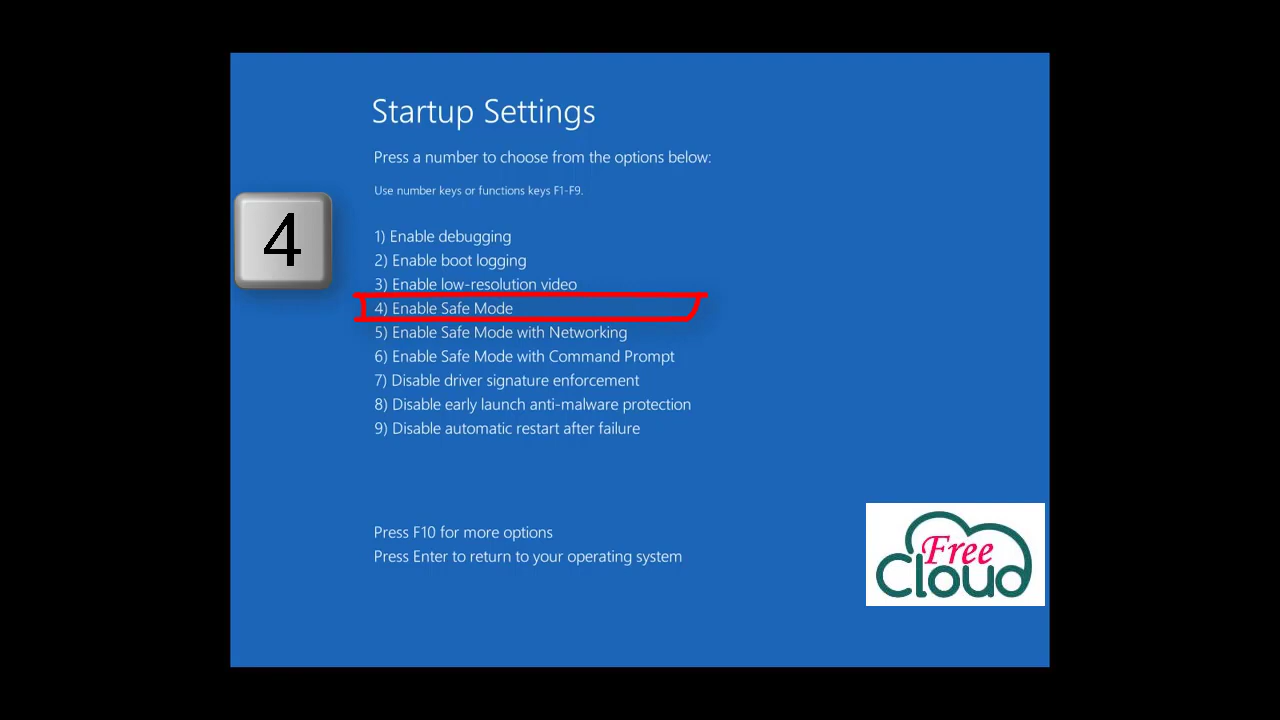 Startup Settings
Press a number to choose from the options below:
Use number keys or functions keys F1-F9.
4
1) Enable debugging
2) Enable boot logging
3) Enable low-resolution video
4) Enable Safe Mode
5) Enable Safe Mode with Networking
6) Enable Safe Mode with Command Prompt
7) Disable driver signature enforcement
8) Disable early launch anti-malware protection
9) Disable automatic restart after failure
Press F10 for more options
Press Enter to return to your operating system
Free
Cloud